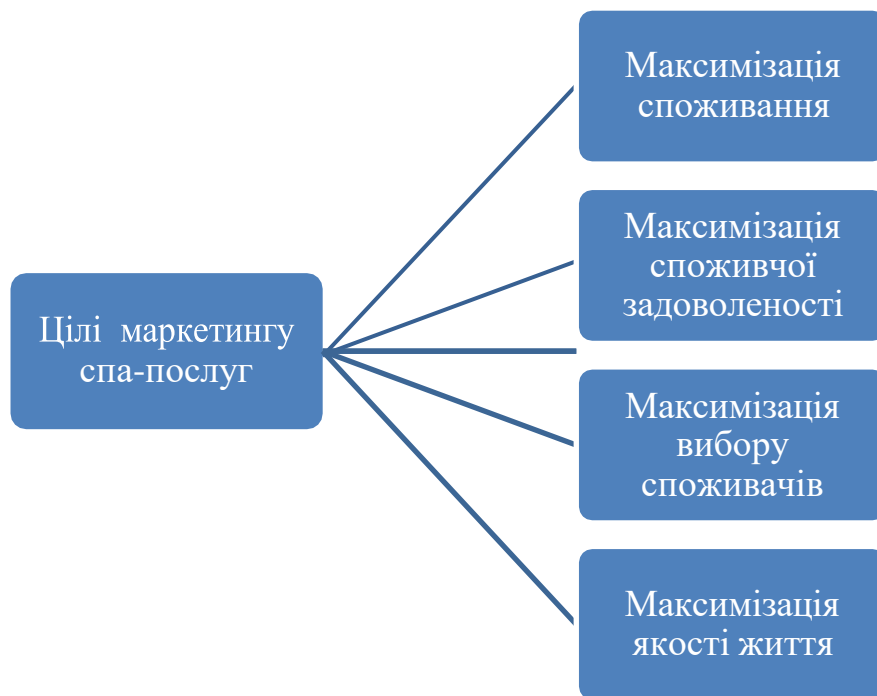 Цілі маркетингу
спа-послуг
Максимізація
споживання
Максимізація
споживчої
задоволеності
Максимізація
вибору
споживачів
Максимізація
якості життя